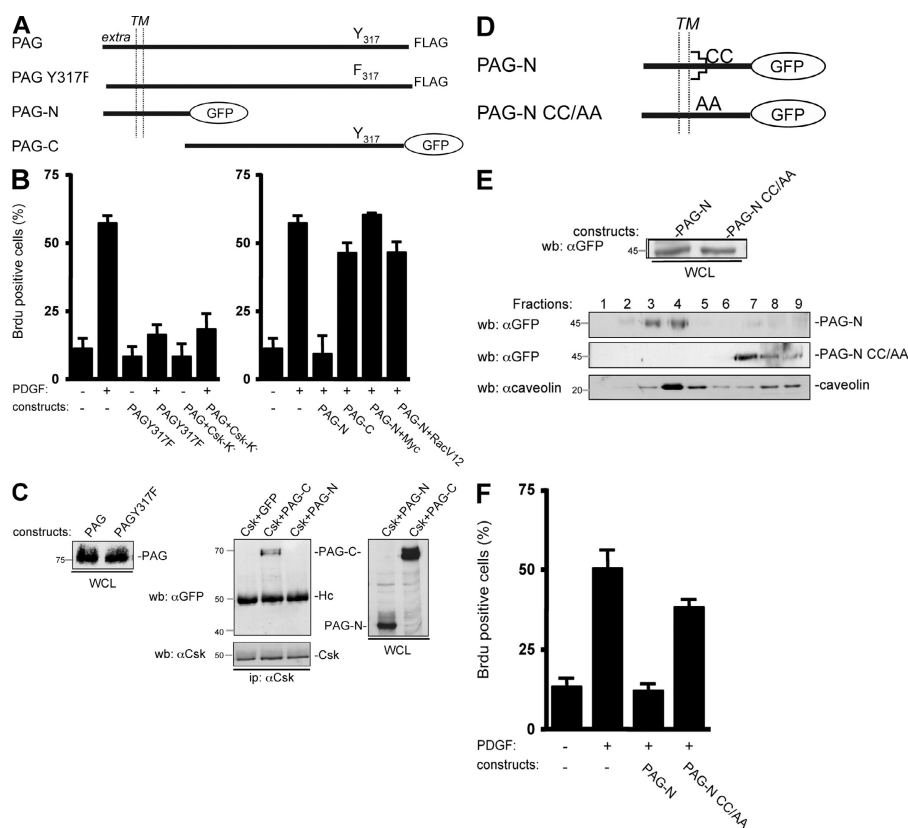 A
TM
extra
PAG
Y317
FLAG
PAG Y317F
F317
FLAG
PAG-N
GFP
PAG-C
Y317
GFP
B
Brdu positive cells (%)
75
50
25
0
75
50
25
0
PDGF: - + - + - + - + + + + +
constructs: - - PAGY317F PAGY317F PAG+Csk-K- PAG+Csk-K- - - PAG-N PAG-C PAG-N+Myc PAG-N+RacV12
C
constructs: PAG PAGY317F
75 -PAG
WCL
Csk+GFP Csk+PAG-C Csk+PAG-N
70 -PAG-C-
wb: αGFP 50 -Hc
40
wb: αCsk 50 -Csk
ip: αCsk
Csk+PAG-N Csk+PAG-C
PAG-N-
WCL
D
TM
PAG-N CC GFP
PAG-N CC/AA AA GFP
E
constructs: -PAG-N -PAG-N CC/AA
wb: αGFP 45
WCL
Fractions: 1 2 3 4 5 6 7 8 9
wb: αGFP 45 -PAG-N
wb: αGFP 45 -PAG-N CC/AA
wb: αcaveolin 20 -caveolin
F
Brdu positive cells (%)
75
50
25
0
PDGF: - + + +
constructs: - - PAG-N PAG-N CC/AA